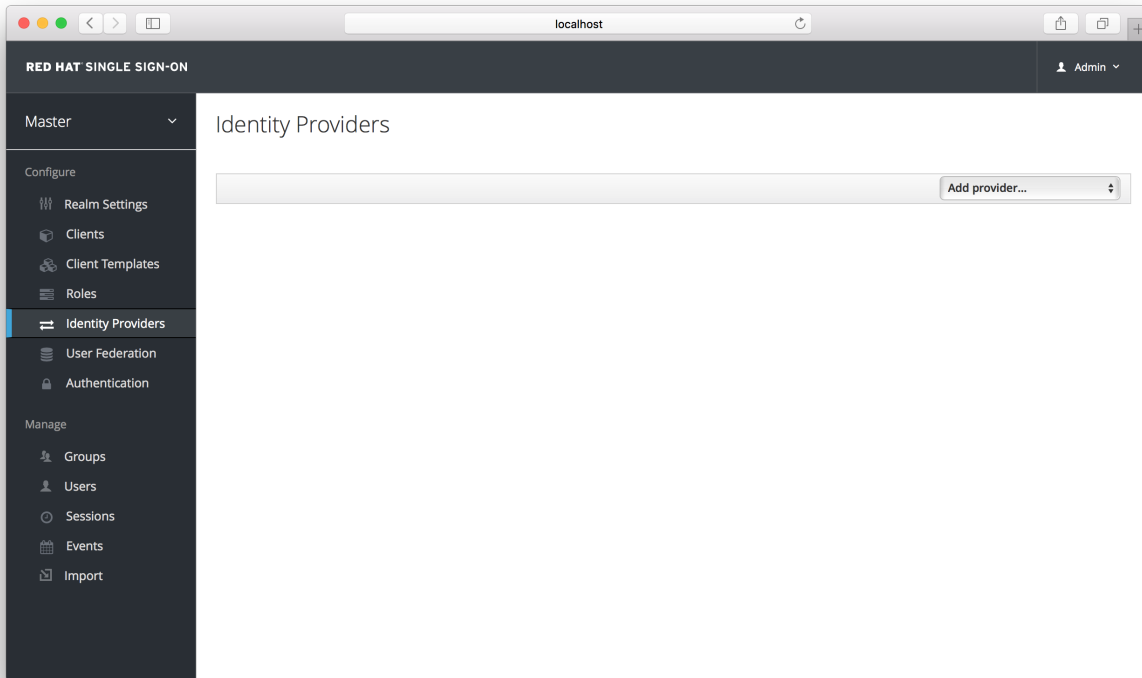 localhost
RED HAT SINGLE SIGN-ON
Admin
Master
Identity Providers
Add provider...
Configure
Realm Settings
Clients
Client Templates
Roles
Identity Providers
User Federation
Authentication
Manage
Groups
Users
Sessions
Events
Import